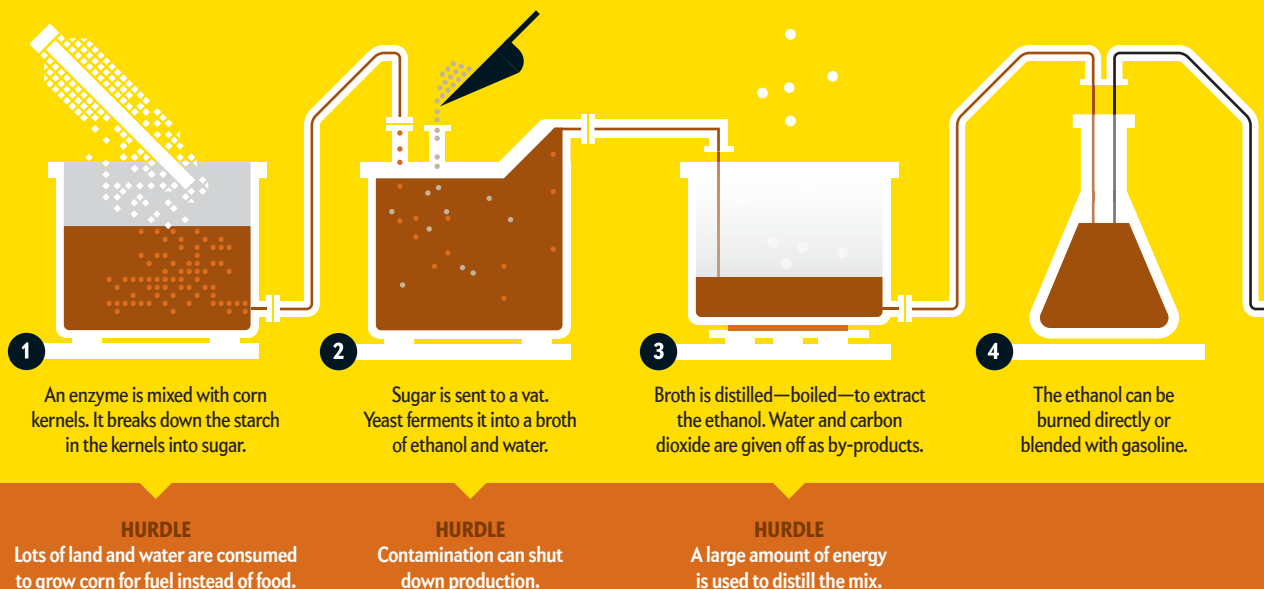 1
An enzyme is mixed with corn
kernels. It breaks down the starch
in the kernels into sugar.
2
Sugar is sent to a vat.
Yeast ferments it into a broth
of ethanol and water.
3
Broth is distilled—boiled—to extract
the ethanol. Water and carbon
dioxide are given off as by-products.
4
The ethanol can be
burned directly or
blended with gasoline.
HURDLE
Lots of land and water are consumed
to grow corn for fuel instead of food.
HURDLE
Contamination can shut
down production.
HURDLE
A large amount of energy
is used to distill the mix.